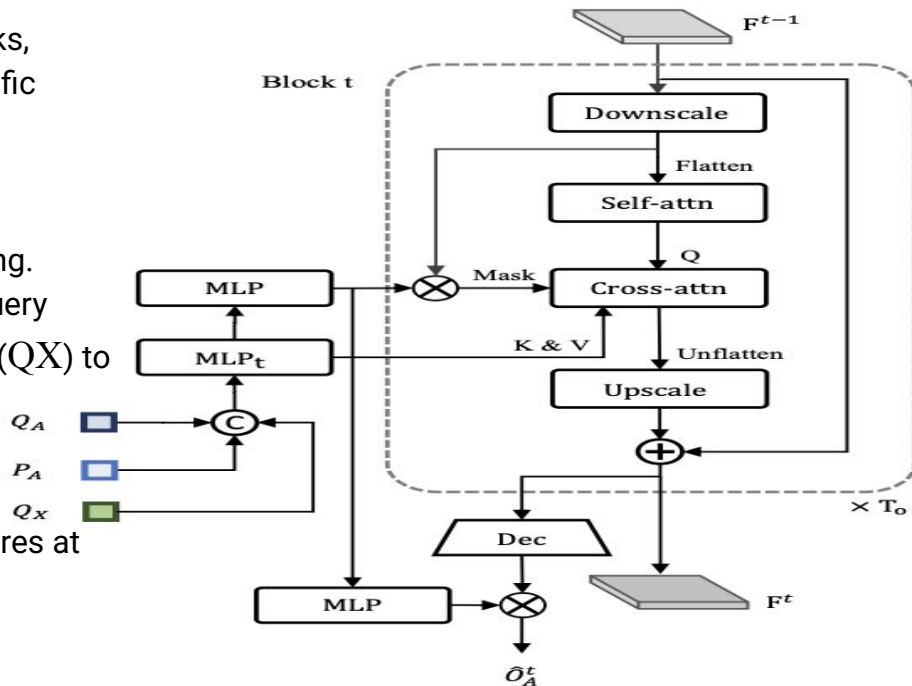 ks,
fic
ng.
uery
(QX) to
res at
F^{t-1}
Block t
Downscale
Flatten
Self-attn
Q
Mask
MLP
Cross-attn
K & V
MLP_t
Unflatten
Upscale
C
Q_A
P_A
Q_X
× T_o
Dec
MLP
F^t
Ô_A^t